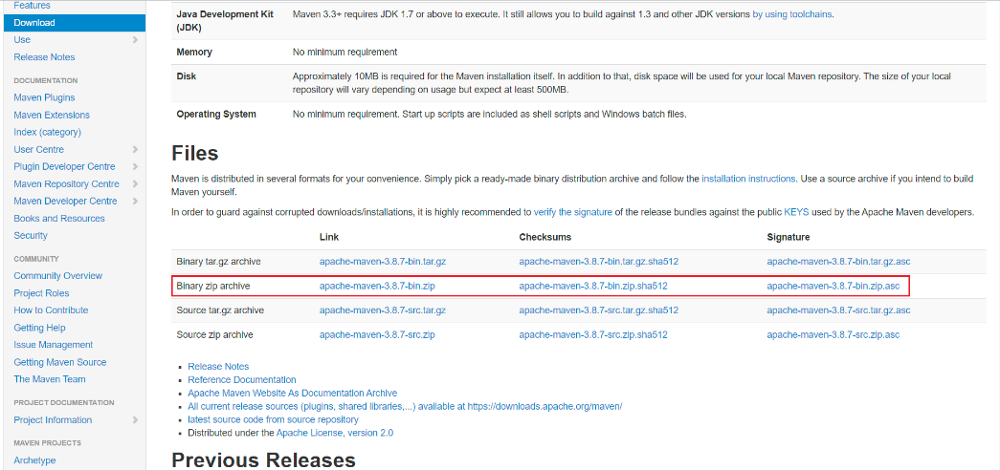 Features
Download
Use
Release Notes
DOCUMENTATION
Maven Plugins
Maven Extensions
Index (category)
User Centre
Plugin Developer Centre
Maven Repository Centre
Maven Developer Centre
Books and Resources
Security
COMMUNITY
Community Overview
Project Roles
How to Contribute
Getting Help
Issue Management
Getting Maven Source
The Maven Team
PROJECT DOCUMENTATION
Project Information
MAVEN PROJECTS
Archetype
Java Development Kit Maven 3.3+ requires JDK 1.7 or above to execute. It still allows you to build against 1.3 and other JDK versions by using toolchains.
(JDK)
Memory No minimum requirement
Disk Approximately 10MB is required for the Maven installation itself. In addition to that, disk space will be used for your local Maven repository. The size of your local
repository will vary depending on usage but expect at least 500MB.
Operating System No minimum requirement. Start up scripts are included as shell scripts and Windows batch files.
Files
Maven is distributed in several formats for your convenience. Simply pick a ready-made binary distribution archive and follow the installation instructions. Use a source archive if you intend to build
Maven yourself.
In order to guard against corrupted downloads/installations, it is highly recommended to verify the signature of the release bundles against the public KEYS used by the Apache Maven developers.
Link Checksums Signature
Binary tar.gz archive apache-maven-3.8.7-bin.tar.gz apache-maven-3.8.7-bin.tar.gz.sha512 apache-maven-3.8.7-bin.tar.gz.asc
Binary zip archive apache-maven-3.8.7-bin.zip apache-maven-3.8.7-bin.zip.sha512 apache-maven-3.8.7-bin.zip.asc
Source tar.gz archive apache-maven-3.8.7-src.tar.gz apache-maven-3.8.7-src.tar.gz.sha512 apache-maven-3.8.7-src.tar.gz.asc
Source zip archive apache-maven-3.8.7-src.zip apache-maven-3.8.7-src.zip.sha512 apache-maven-3.8.7-src.zip.asc
Release Notes
Reference Documentation
Apache Maven Website As Documentation Archive
All current release sources (plugins, shared libraries,...) available at https://downloads.apache.org/maven/
latest source code from source repository
Distributed under the Apache License, version 2.0
Previous Releases